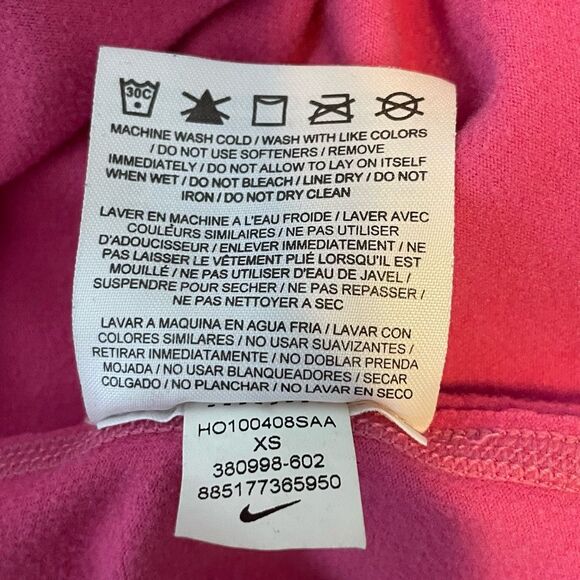 30C
MACHINE WASH COLD / WASH WITH LIKE COLORS
/ DO NOT USE SOFTENERS / REMOVE
IMMEDIATELY / DO NOT ALLOW TO LAY ON ITSELF
WHEN WET / DO NOT BLEACH / LINE DRY / DO NOT
IRON / DO NOT DRY CLEAN
LAVER EN MACHINE A L'EAU FROIDE / LAVER AVEC
COULEURS SIMILAIRES / NE PAS UTILISER
D'ADOUCISSEUR / ENLEVER IMMEDIATEMENT / NE
PAS LAISSER LE VÊTEMENT PLIÉ LORSQU'IL EST
MOUILLÉ / NE PAS UTILISER D'EAU DE JAVEL /
SUSPENDRE POUR SECHER / NE PAS REPASSER /
NE PAS NETTOYER A SEC
LAVAR A MAQUINA EN AGUA FRIA / LAVAR CON
COLORES SIMILARES / NO USAR SUAVIZANTES /
RETIRAR INMEDIATAMENTE / NO DOBLAR PRENDA
MOJADA / NO USAR BLANQUEADORES / SECAR
COLGADO / NO PLANCHAR / NO LAVAR EN SECO
HO100408SAA
XS
380998-602
885177365950